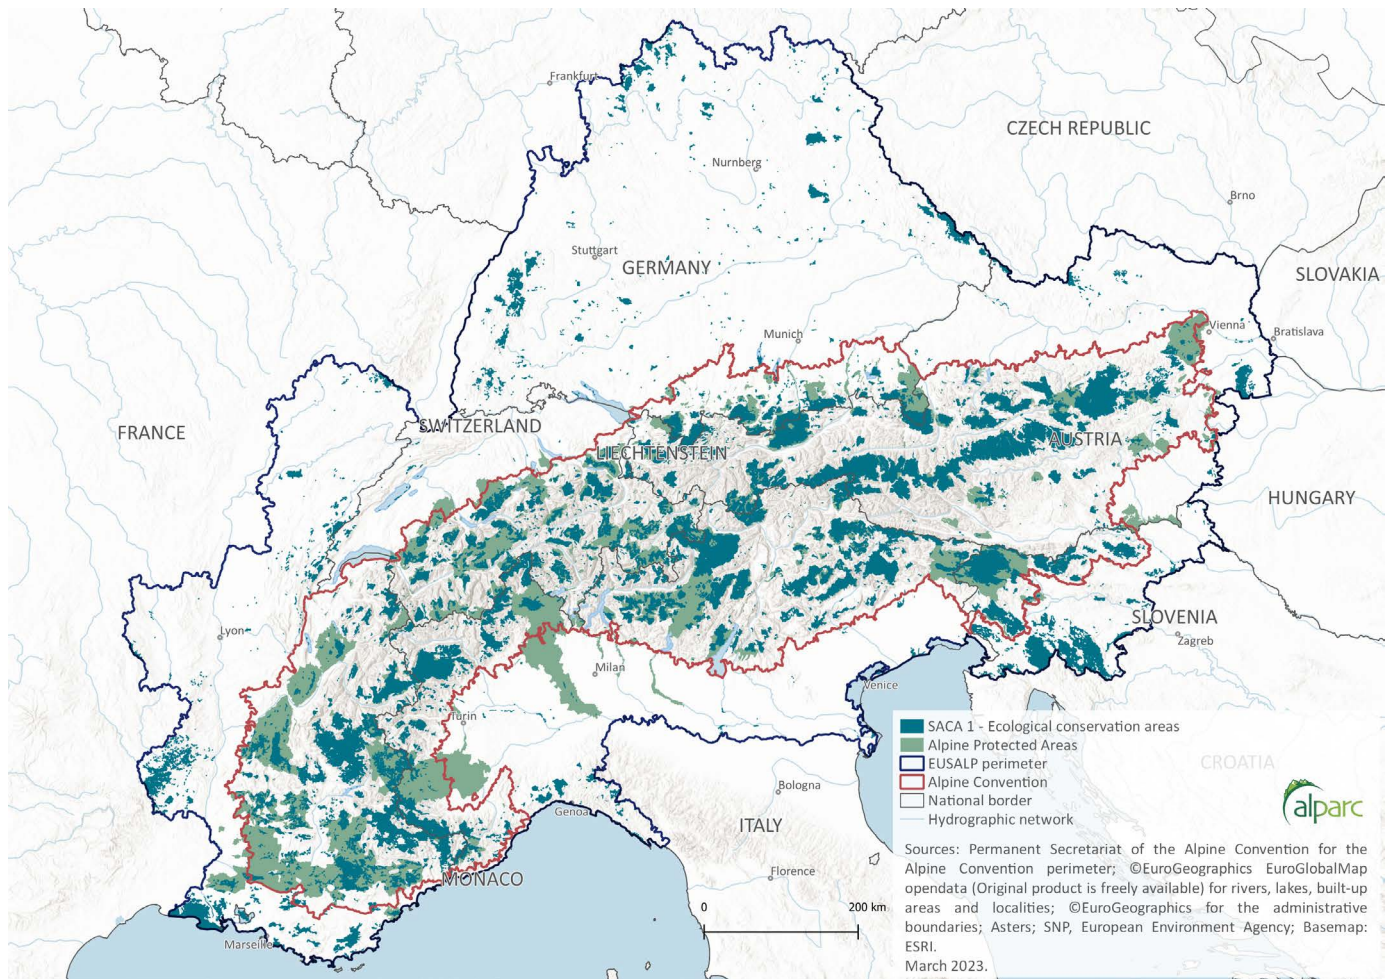 Frankfurt
CZECH REPUBLIC
Nurnberg
Brno
Stuttgart
GERMANY
SLOVAKIA
Munich
Vienna
Bratislava
FRANCE
SWITZERLAND
AUSTRIA
LIECHTENSTEIN
HUNGARY
SLOVENIA
Lyon
Zagreb
Milan
Venice
Turin
SACA 1 - Ecological conservation areas
Alpine Protected Areas
EUSALP perimeter
CROATIA
Alpine Convention
Bologna
National border
Genoa
alparc
Hydrographic network
ITALY
Sources: Permanent Secretariat of the Alpine Convention for the
Alpine Convention perimeter; ©EuroGeographics EuroGlobalMap
opendata (Original product is freely available) for rivers, lakes, built-up
areas and localities; ©EuroGeographics for the administrative
boundaries; Asters; SNP, European Environment Agency; Basemap:
ESRI.
March 2023.
Florence
MONACO
0
200 km
Marseille